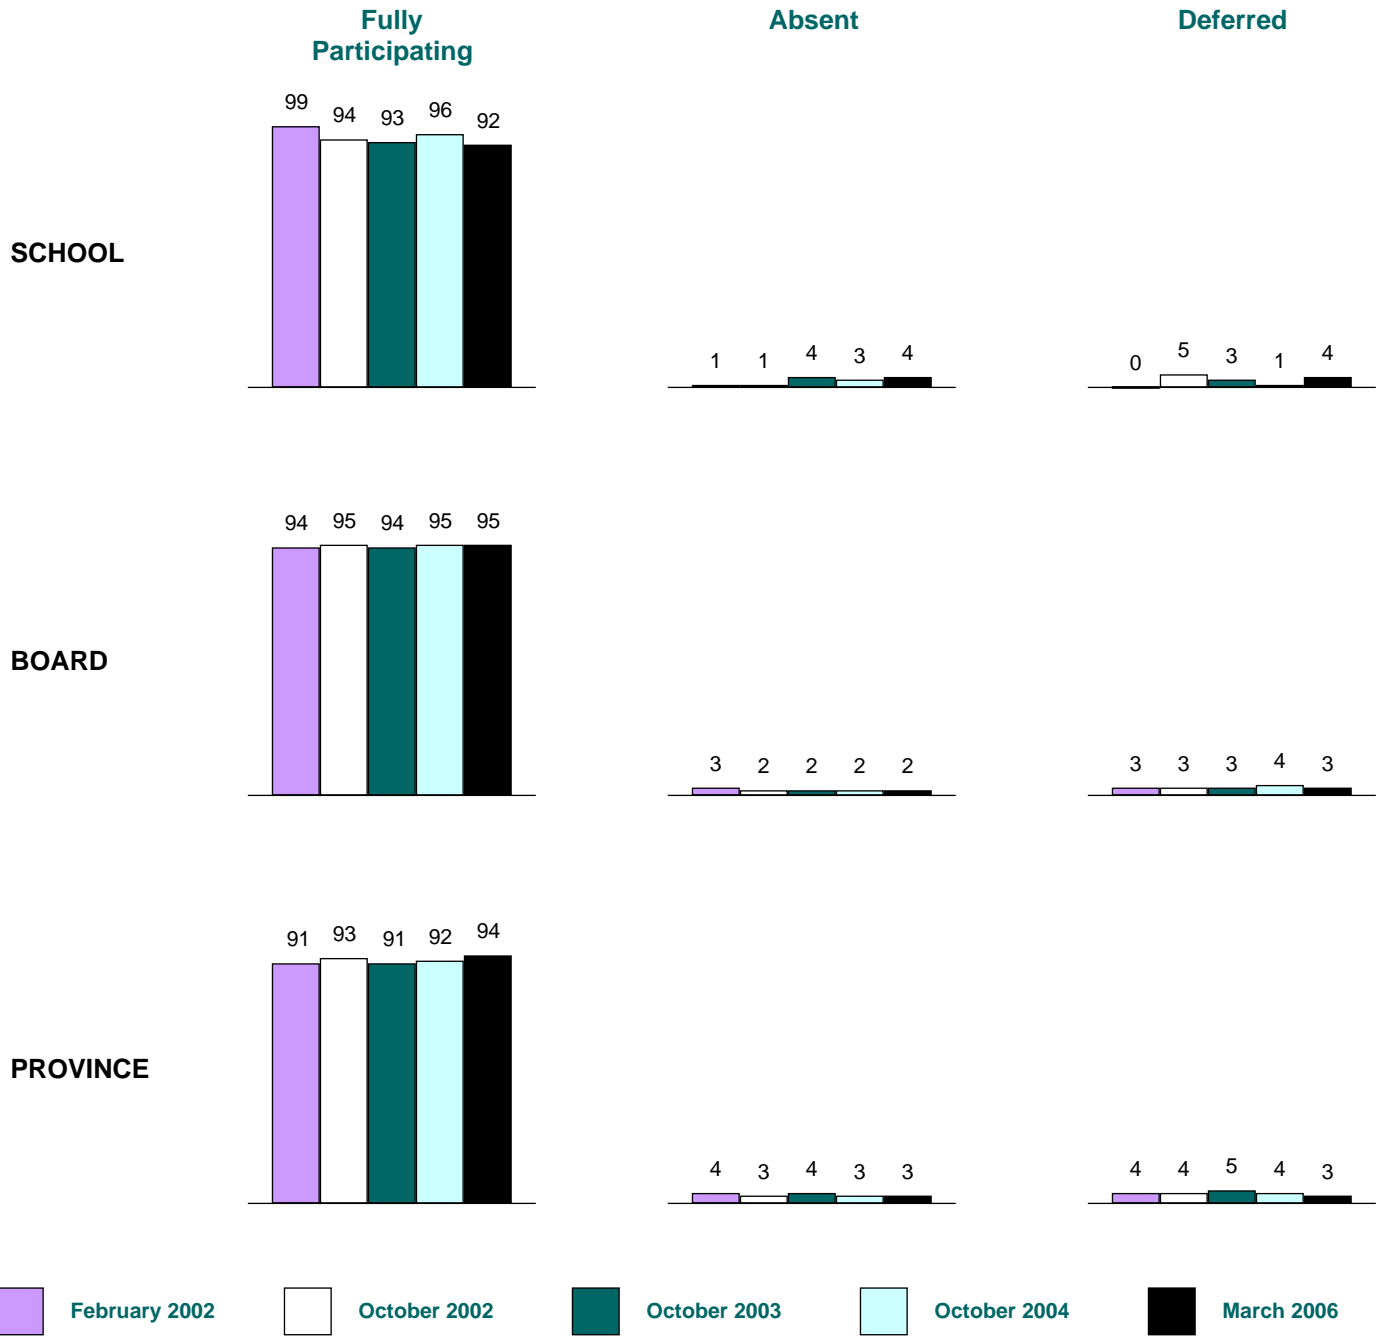 Fully
Participating
Absent
Deferred
99 94 93 96 92
1 1 4 3 4
0 5 3 1 4
SCHOOL
94 95 94 95 95
3 2 2 2 2
3 3 3 4 3
BOARD
91 93 91 92 94
4 3 4 3 3
4 4 5 4 3
PROVINCE
February 2002
October 2002
October 2003
October 2004
March 2006